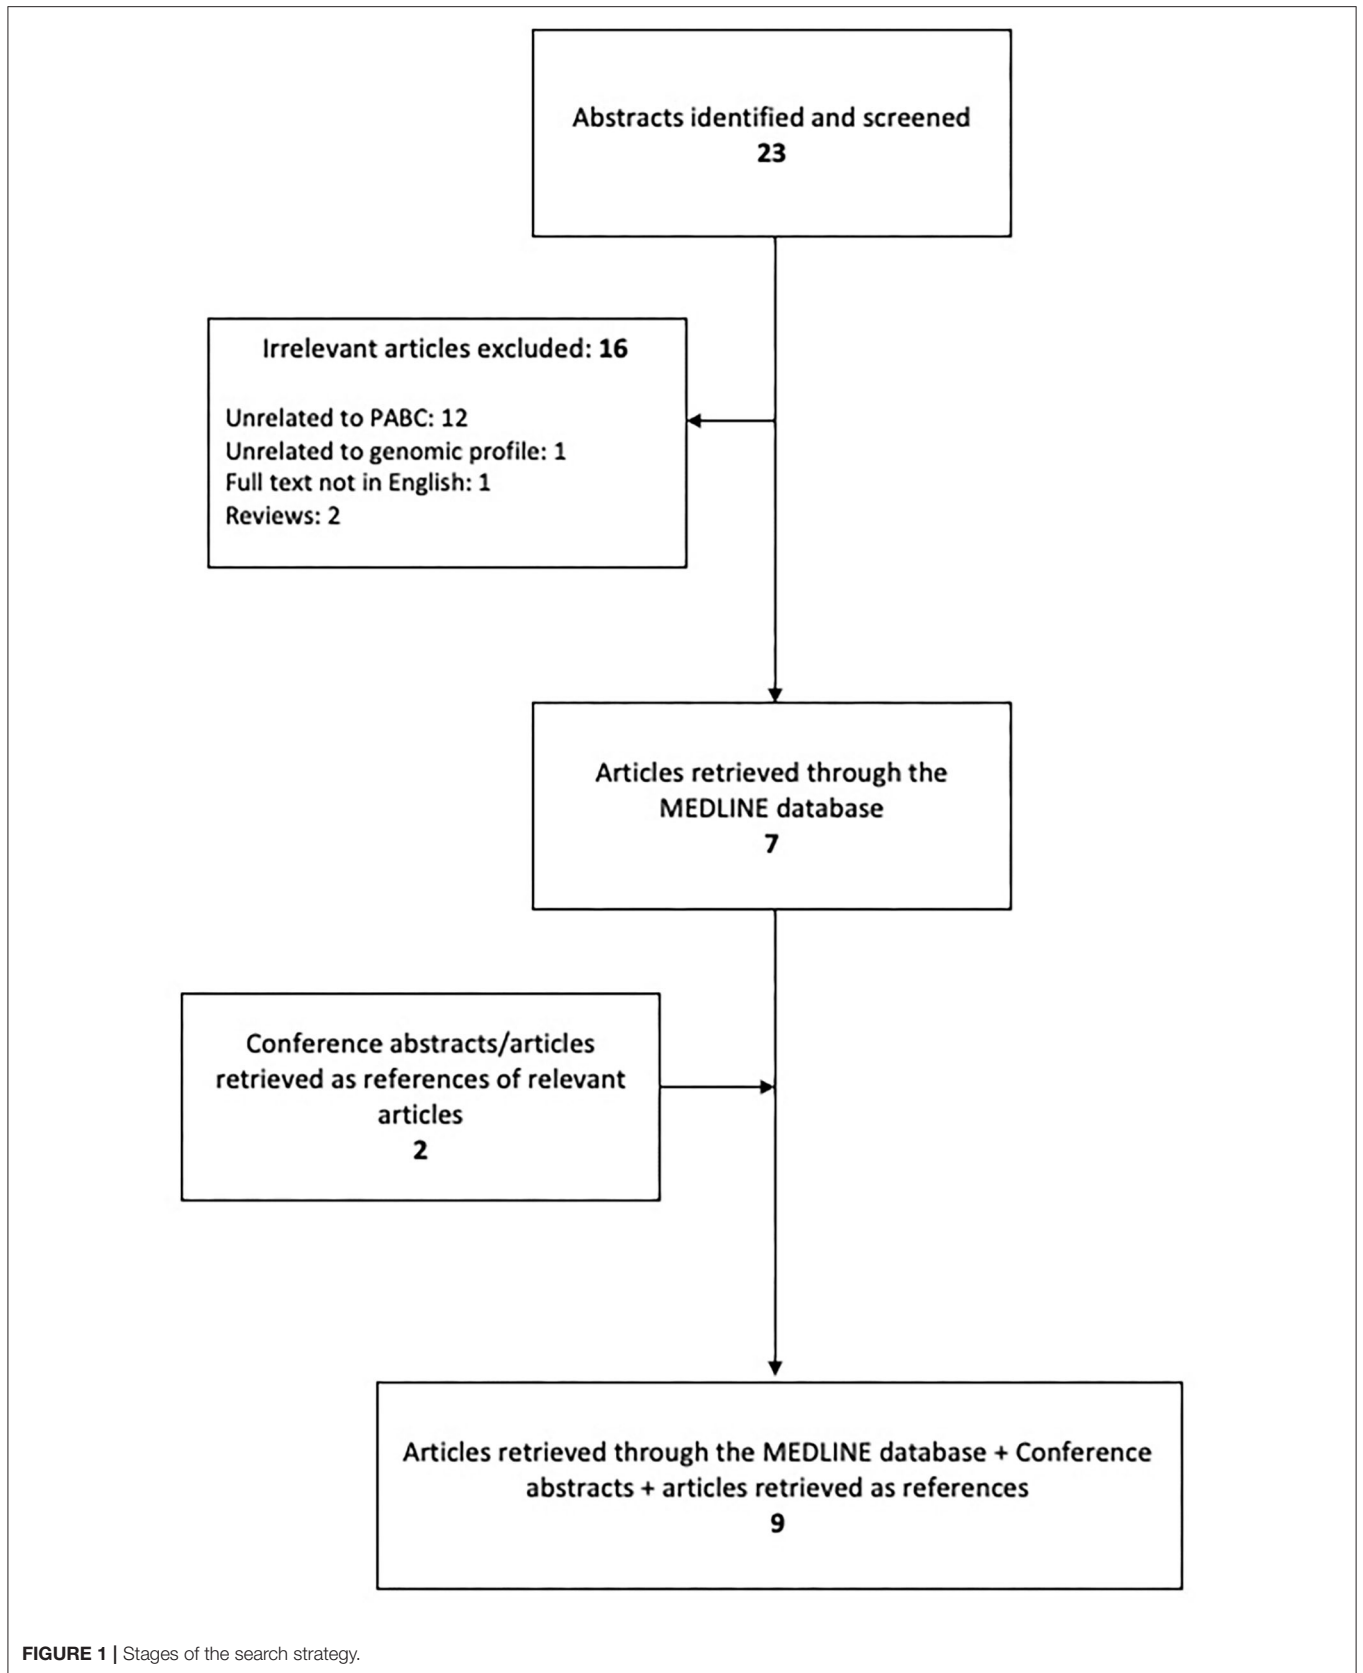 Abstracts identified and screened
23
Irrelevant articles excluded: 16
Unrelated to PABC: 12
Unrelated to genomic profile: 1
Full text not in English: 1
Reviews: 2
Articles retrieved through the
MEDLINE database
7
Conference abstracts/articles
retrieved as references of relevant
articles
2
Articles retrieved through the MEDLINE database + Conference
abstracts + articles retrieved as references
9
FIGURE 1 | Stages of the search strategy.